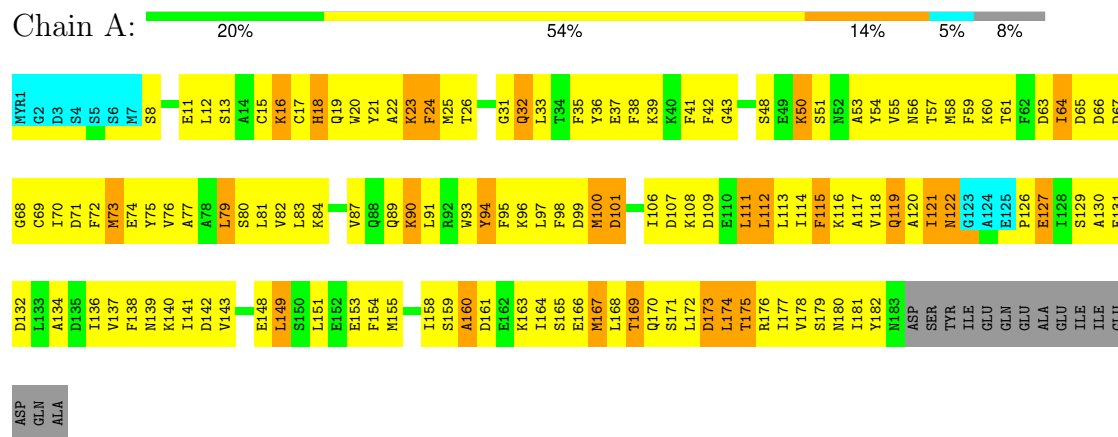 Chain A:
20% 54% 14% 5% 8%
MYR1 G2 D3 S4 S5 S6 M7 S8 E11 L12 S13 A14 C15 K16 C17 H18 Q19 W20 Y21 A22 K23 F24 M25 T26 G31 Q32 L33 T34 F35 Y36 E37 F38 K39 K40 F41 F42 G43 S48 E49 K50 S51 N52 A53 Y54 V55 N56 T57 M58 F59 K60 T61 F62 D63 I64 D65 D66 D67
G68 C69 I70 D71 F72 M73 E74 Y75 V76 A77 A78 L79 S80 L81 V82 L83 K84 V87 Q88 Q89 K90 L91 R92 W93 Y94 F95 K96 L97 F98 D99 M100 D101 I106 D107 K108 D109 E110 L111 L112 L113 I114 F115 K116 A117 V118 Q119 A120 I121 N122 G123 A124 E125 P126 E127 I128 S129 A130 E131
D132 L133 A134 D135 I136 V137 F138 N139 K140 I141 D142 V143 E148 L149 S150 L151 E152 E153 F154 M155 I158 S159 A160 D161 E162 K163 I164 S165 E166 M167 L168 T169 Q170 S171 L172 D173 L174 T175 R176 I177 V178 S179 N180 I181 Y182 N183 ASP SER TYR ILE GLU GLN GLU ALA GLU ILE ILE GLU
ASP GLN ALA